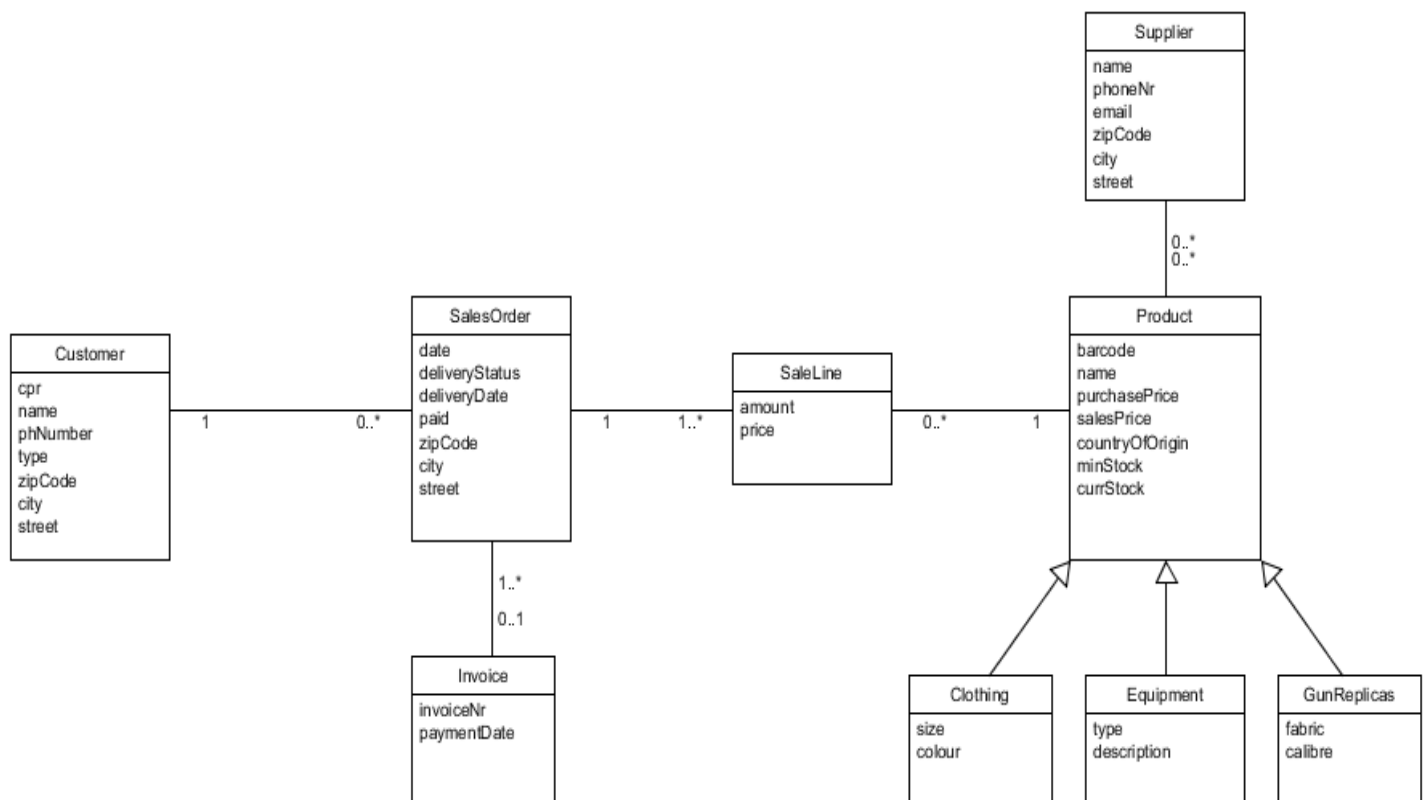 Supplier
name
phoneNr
email
zipCode
city
street
0..*
0..*
Customer
cpr
name
phNumber
type
zipCode
city
street
1
0..*
SalesOrder
date
deliveryStatus
deliveryDate
paid
zipCode
city
street
1
1..*
SaleLine
amount
price
0..*
1
Product
barcode
name
purchasePrice
salesPrice
countryOfOrigin
minStock
currStock
1..*
0..1
Invoice
invoiceNr
paymentDate
Clothing
size
colour
Equipment
type
description
GunReplicas
fabric
calibre